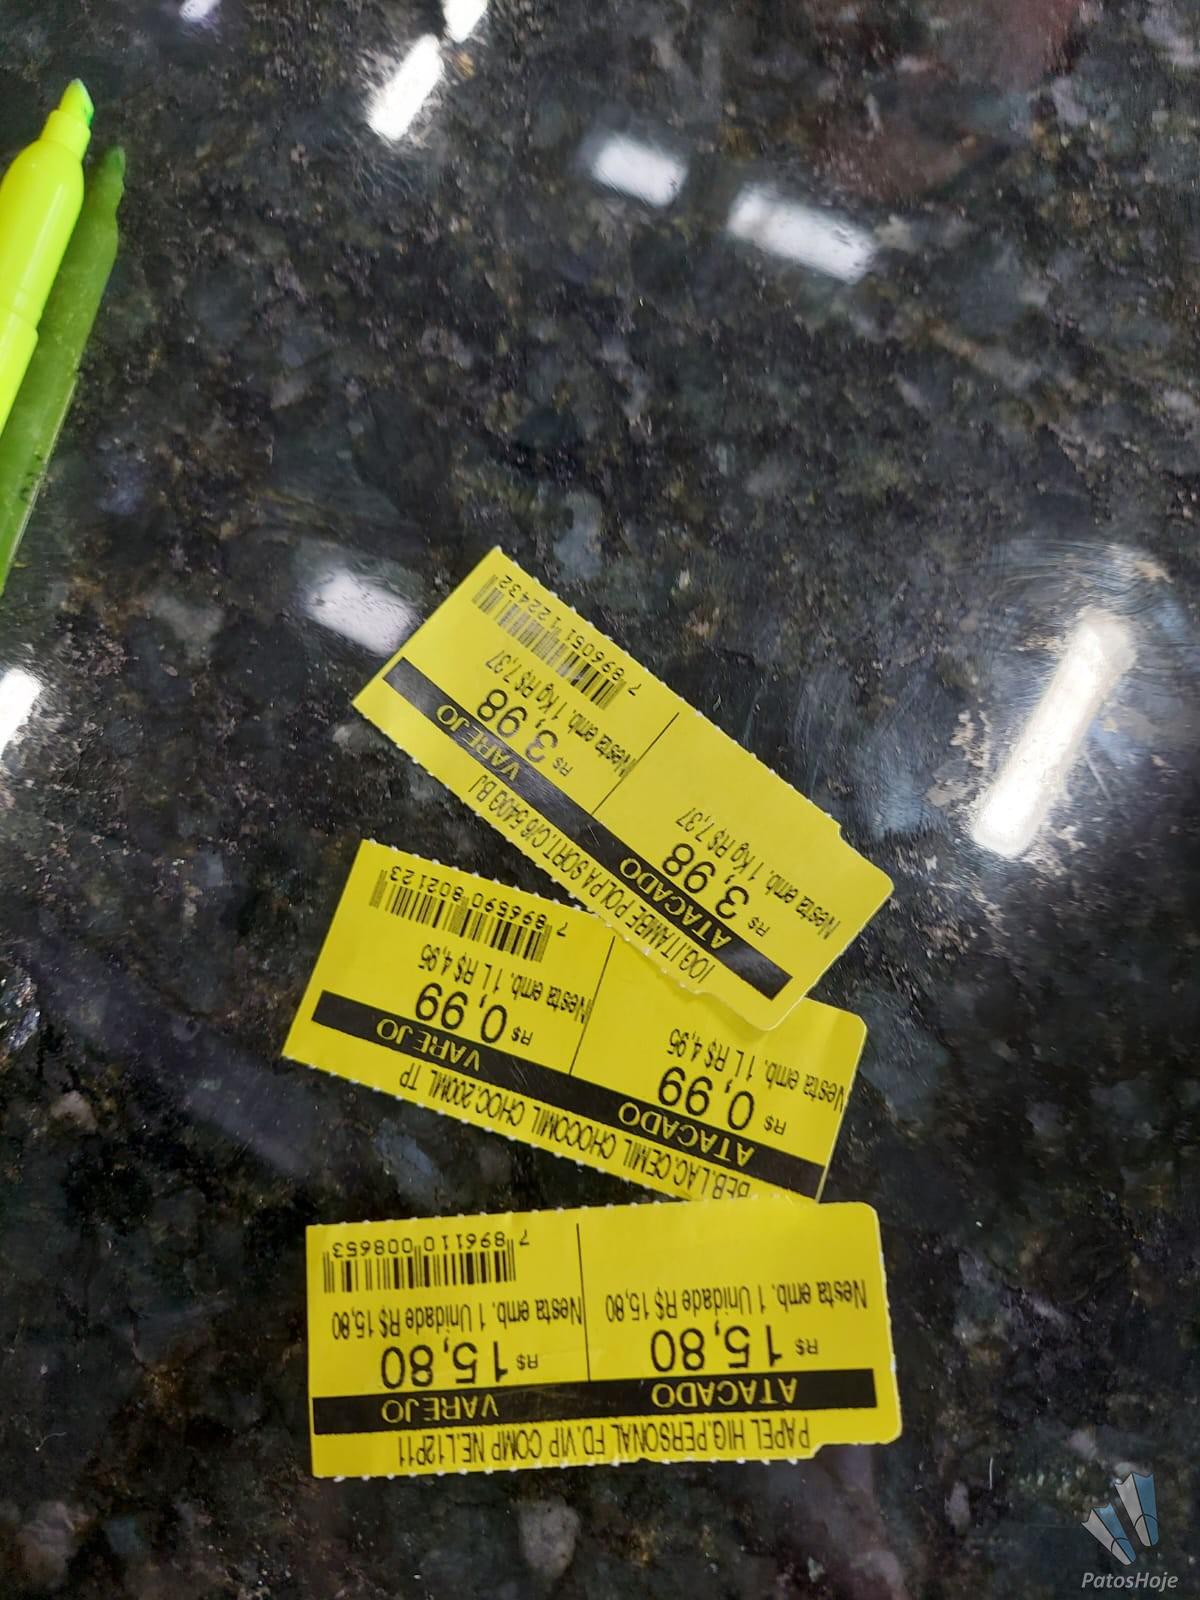 IOG.ITAMBE POLPA SORT.C/6 540G BJ
ATACADO VAREJO
R$ 3,98 R$ 3,98
Nesta emb. 1 Kg R$ 7,37 Nesta emb. 1 Kg R$ 7,37
7 896051 122432
BEB.LAC.CEMIL CHOCOMIL CHOC.200ML TP
ATACADO VAREJO
R$ 0,99 R$ 0,99
Nesta emb. 1 L R$ 4,95 Nesta emb. 1 L R$ 4,95
7 896590 802123
PAPEL HIG.PERSONAL FD.VIP COMP NE.L12P11
ATACADO VAREJO
R$ 15,80 R$ 15,80
Nesta emb. 1 Unidade R$ 15,80 Nesta emb. 1 Unidade R$ 15,80
7 896110 008653
PatosHoje